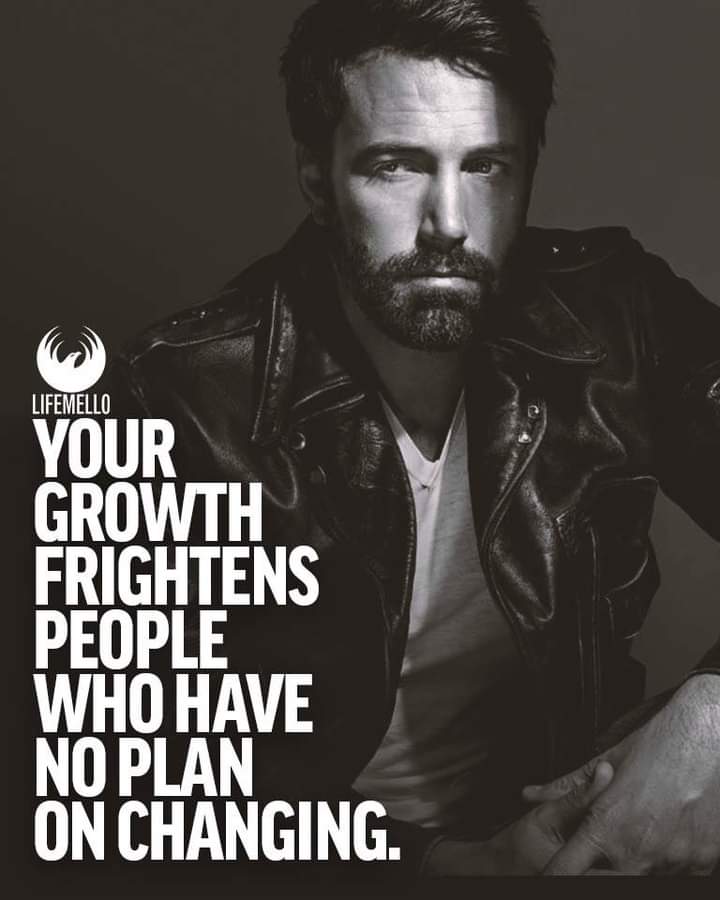 LIFEMELLO
YOUR
GROWTH
FRIGHTENS
PEOPLE
WHO HAVE
NO PLAN
ON CHANGING.